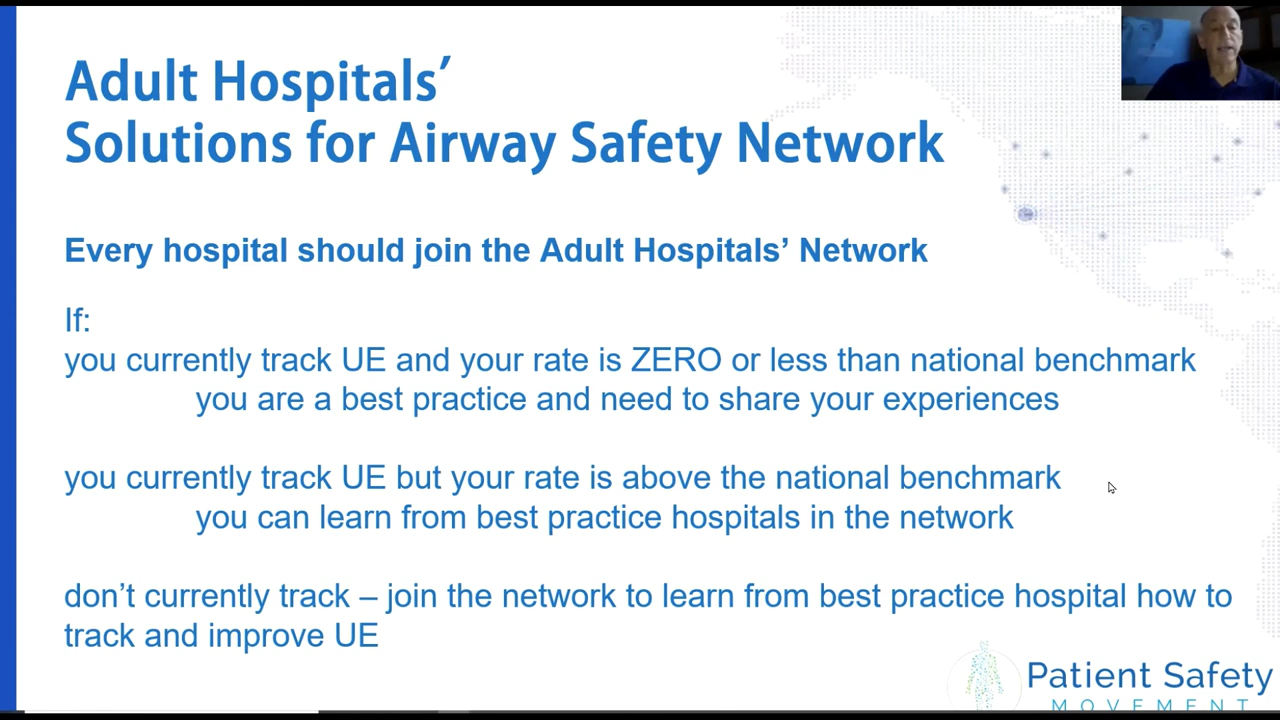 Adult Hospitals’
Solutions for Airway Safety Network
Every hospital should join the Adult Hospitals’ Network
If:
you currently track UE and your rate is ZERO or less than national benchmark
you are a best practice and need to share your experiences
you currently track UE but your rate is above the national benchmark
you can learn from best practice hospitals in the network
don’t currently track – join the network to learn from best practice hospital how to
track and improve UE
Patient Safety
MOVEMENT